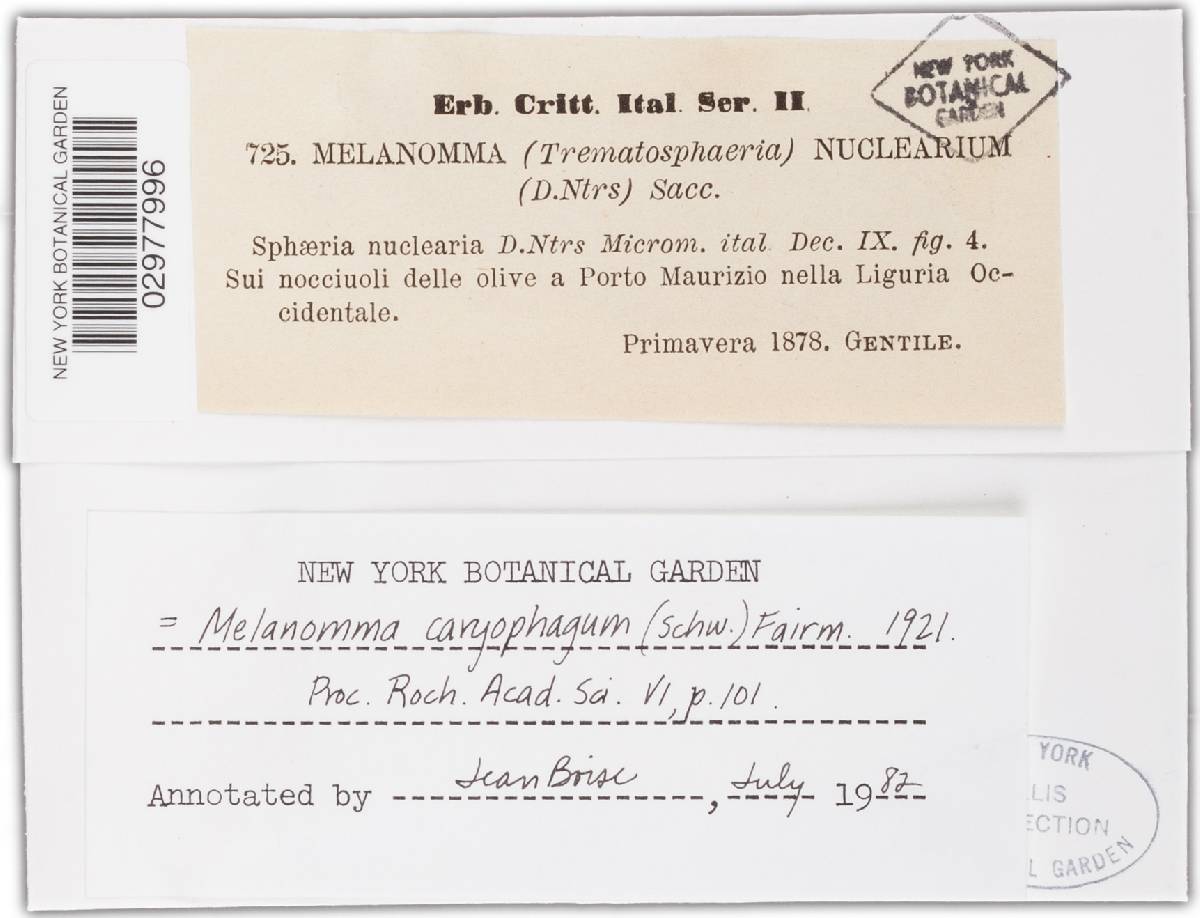 NEW YORK BOTANICAL GARDEN
02977996
NEW YORK
BOTANICAL
GARDEN
Erb. Critt. Ital. Ser. II.
725. MELANOMMA (Trematosphaeria) NUCLEARIUM
(D.Ntrs) Sacc.
Sphæria nuclearia D.Ntrs Microm. ital. Dec. IX. fig. 4.
Sui nocciuoli delle olive a Porto Maurizio nella Liguria Oc-
cidentale.
Primavera 1878. GENTILE.
NEW YORK BOTANICAL GARDEN
= Melanomma caryophagum (Schw.) Fairm. 1921.
Proc. Roch. Acad. Sci. VI, p. 101.
Annotated by Jean Boise, July 1982
YORK
LIS
ECTION
L GARDEN